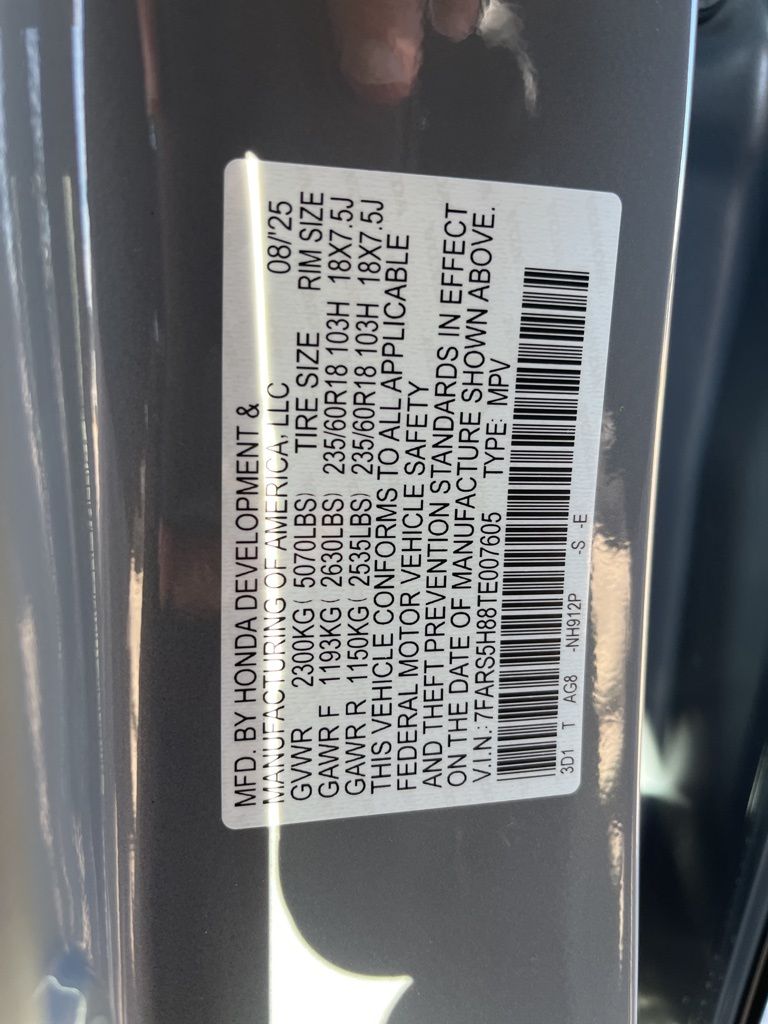 MFD. BY HONDA DEVELOPMENT &
MANUFACTURING OF AMERICA, LLC 08/'25
GVWR 2300KG( 5070LBS) TIRE SIZE RIM SIZE
GAWR F 1193KG( 2630LBS) 235/60R18 103H 18X7.5J
GAWR R 1150KG( 2535LBS) 235/60R18 103H 18X7.5J
THIS VEHICLE CONFORMS TO ALL APPLICABLE
FEDERAL MOTOR VEHICLE SAFETY
AND THEFT PREVENTION STANDARDS IN EFFECT
ON THE DATE OF MANUFACTURE SHOWN ABOVE.
V.I.N.: 7FARS5H88TE007605 TYPE: MPV
3D1 T AG8 -NH912P -S -E